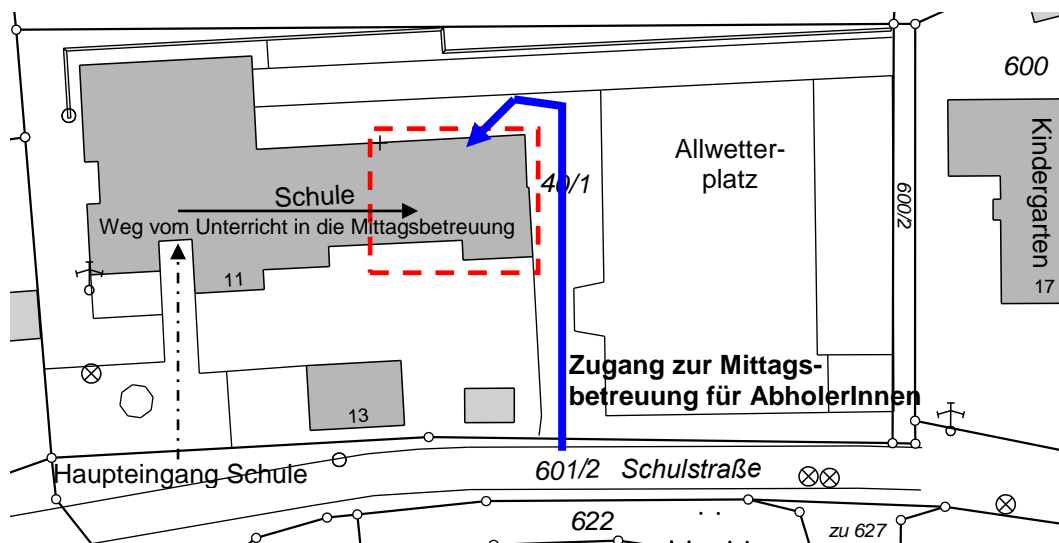 600
Kindergarten
17
Allwetter-
platz
600/2
40/1
Schule
Weg vom Unterricht in die Mittagsbetreuung
11
13
Zugang zur Mittags-
betreuung für AbholerInnen
Haupteingang Schule
601/2 Schulstraße
622
zu 627